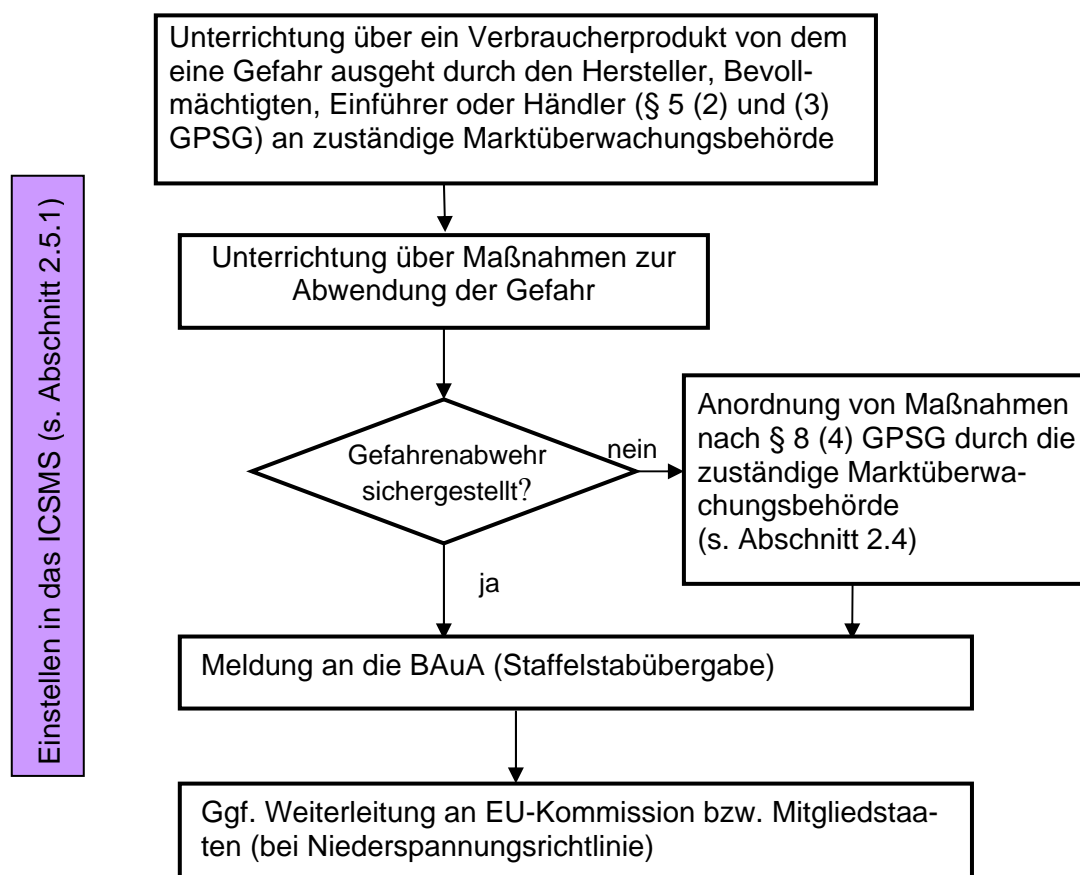 Unterrichtung über ein Verbraucherprodukt von dem
eine Gefahr ausgeht durch den Hersteller, Bevoll-
mächtigten, Einführer oder Händler (§ 5 (2) und (3)
GPSG) an zuständige Marktüberwachungsbehörde
Einstellen in das ICSMS (s. Abschnitt 2.5.1)
Unterrichtung über Maßnahmen zur
Abwendung der Gefahr
Gefahrenabwehr
sichergestellt?
nein
Anordnung von Maßnahmen
nach § 8 (4) GPSG durch die
zuständige Marktüberwa-
chungsbehörde
(s. Abschnitt 2.4)
ja
Meldung an die BAuA (Staffelstabübergabe)
Ggf. Weiterleitung an EU-Kommission bzw. Mitgliedstaa-
ten (bei Niederspannungsrichtlinie)